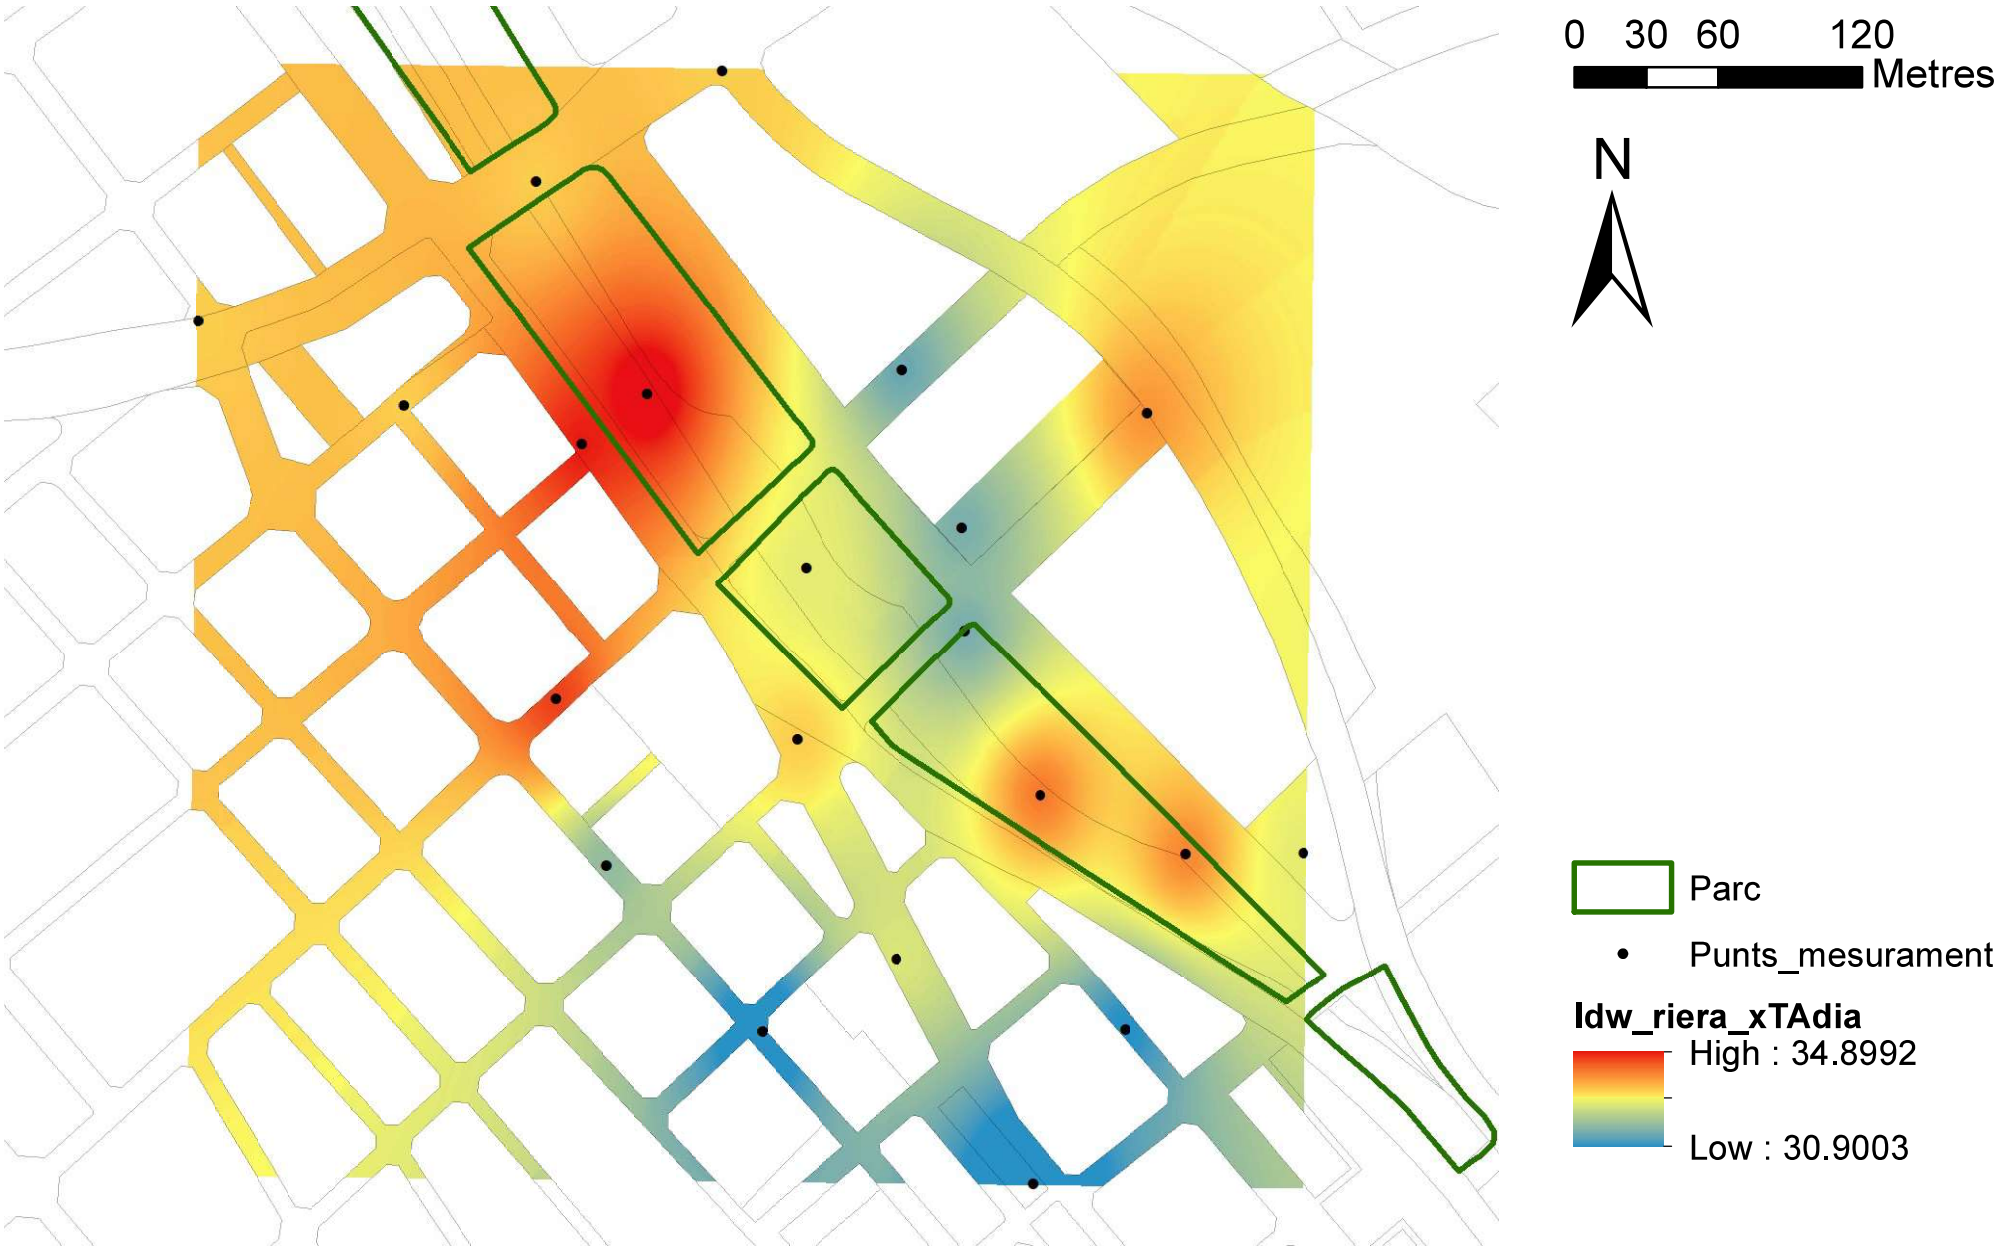 0 30 60 120
Metres
N
Parc
Punts_mesurament
Idw_riera_xTAdia
High : 34.8992
Low : 30.9003